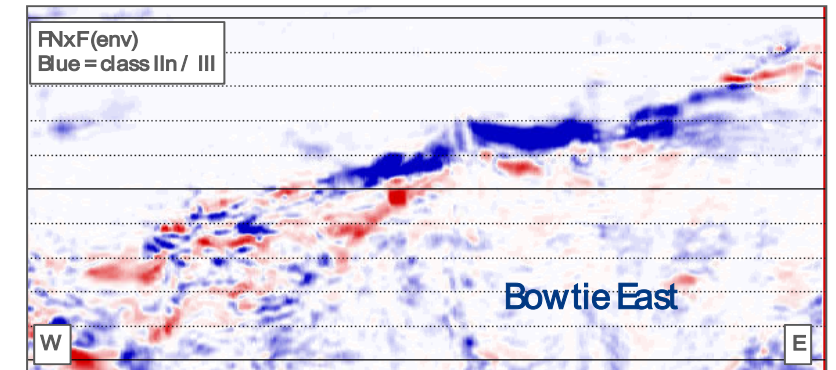 FNxF(env)
Blue = class IIn / III
Bowtie East
W
E